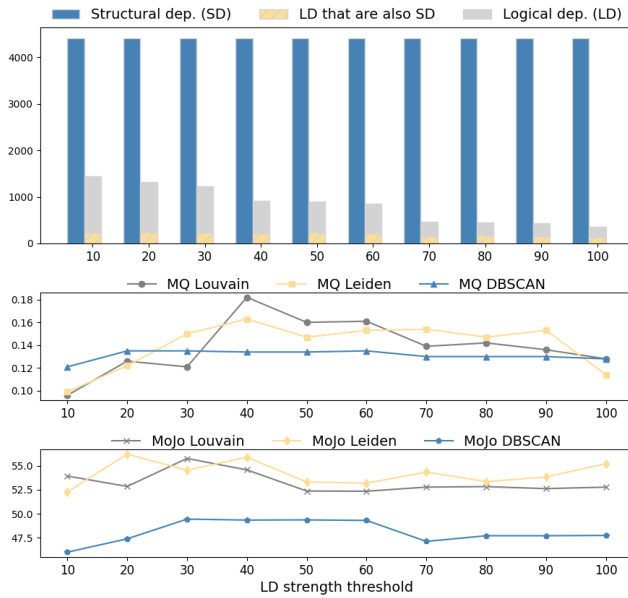 Structural dep. (SD) LD that are also SD Logical dep. (LD)
4000
3000
2000
1000
0
10 20 30 40 50 60 70 80 90 100
MQ Louvain MQ Leiden MQ DBSCAN
0.18
0.16
0.14
0.12
0.10
10 20 30 40 50 60 70 80 90 100
MoJo Louvain MoJo Leiden MoJo DBSCAN
55.0
52.5
50.0
47.5
10 20 30 40 50 60 70 80 90 100
LD strength threshold